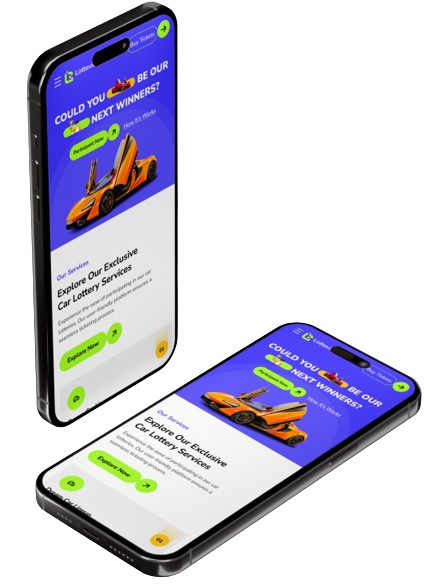 Buy Tickets
COULD YOU BE OUR
NEXT WINNERS?
Participant Now
How It's Works
Our Services
Explore Our Exclusive
Car Lottery Services
Experience the ease of participating in our car
lotteries. Our user-friendly platform ensures a
seamless ticketing process.
Explore Now
01
Buy Tickets
COULD YOU BE OUR
NEXT WINNERS?
Participant Now
How It's Works
Our Services
Explore Our Exclusive
Car Lottery Services
Experience the ease of participating in our car
lotteries. Our user-friendly platform ensures a
seamless ticketing process.
Explore Now
01